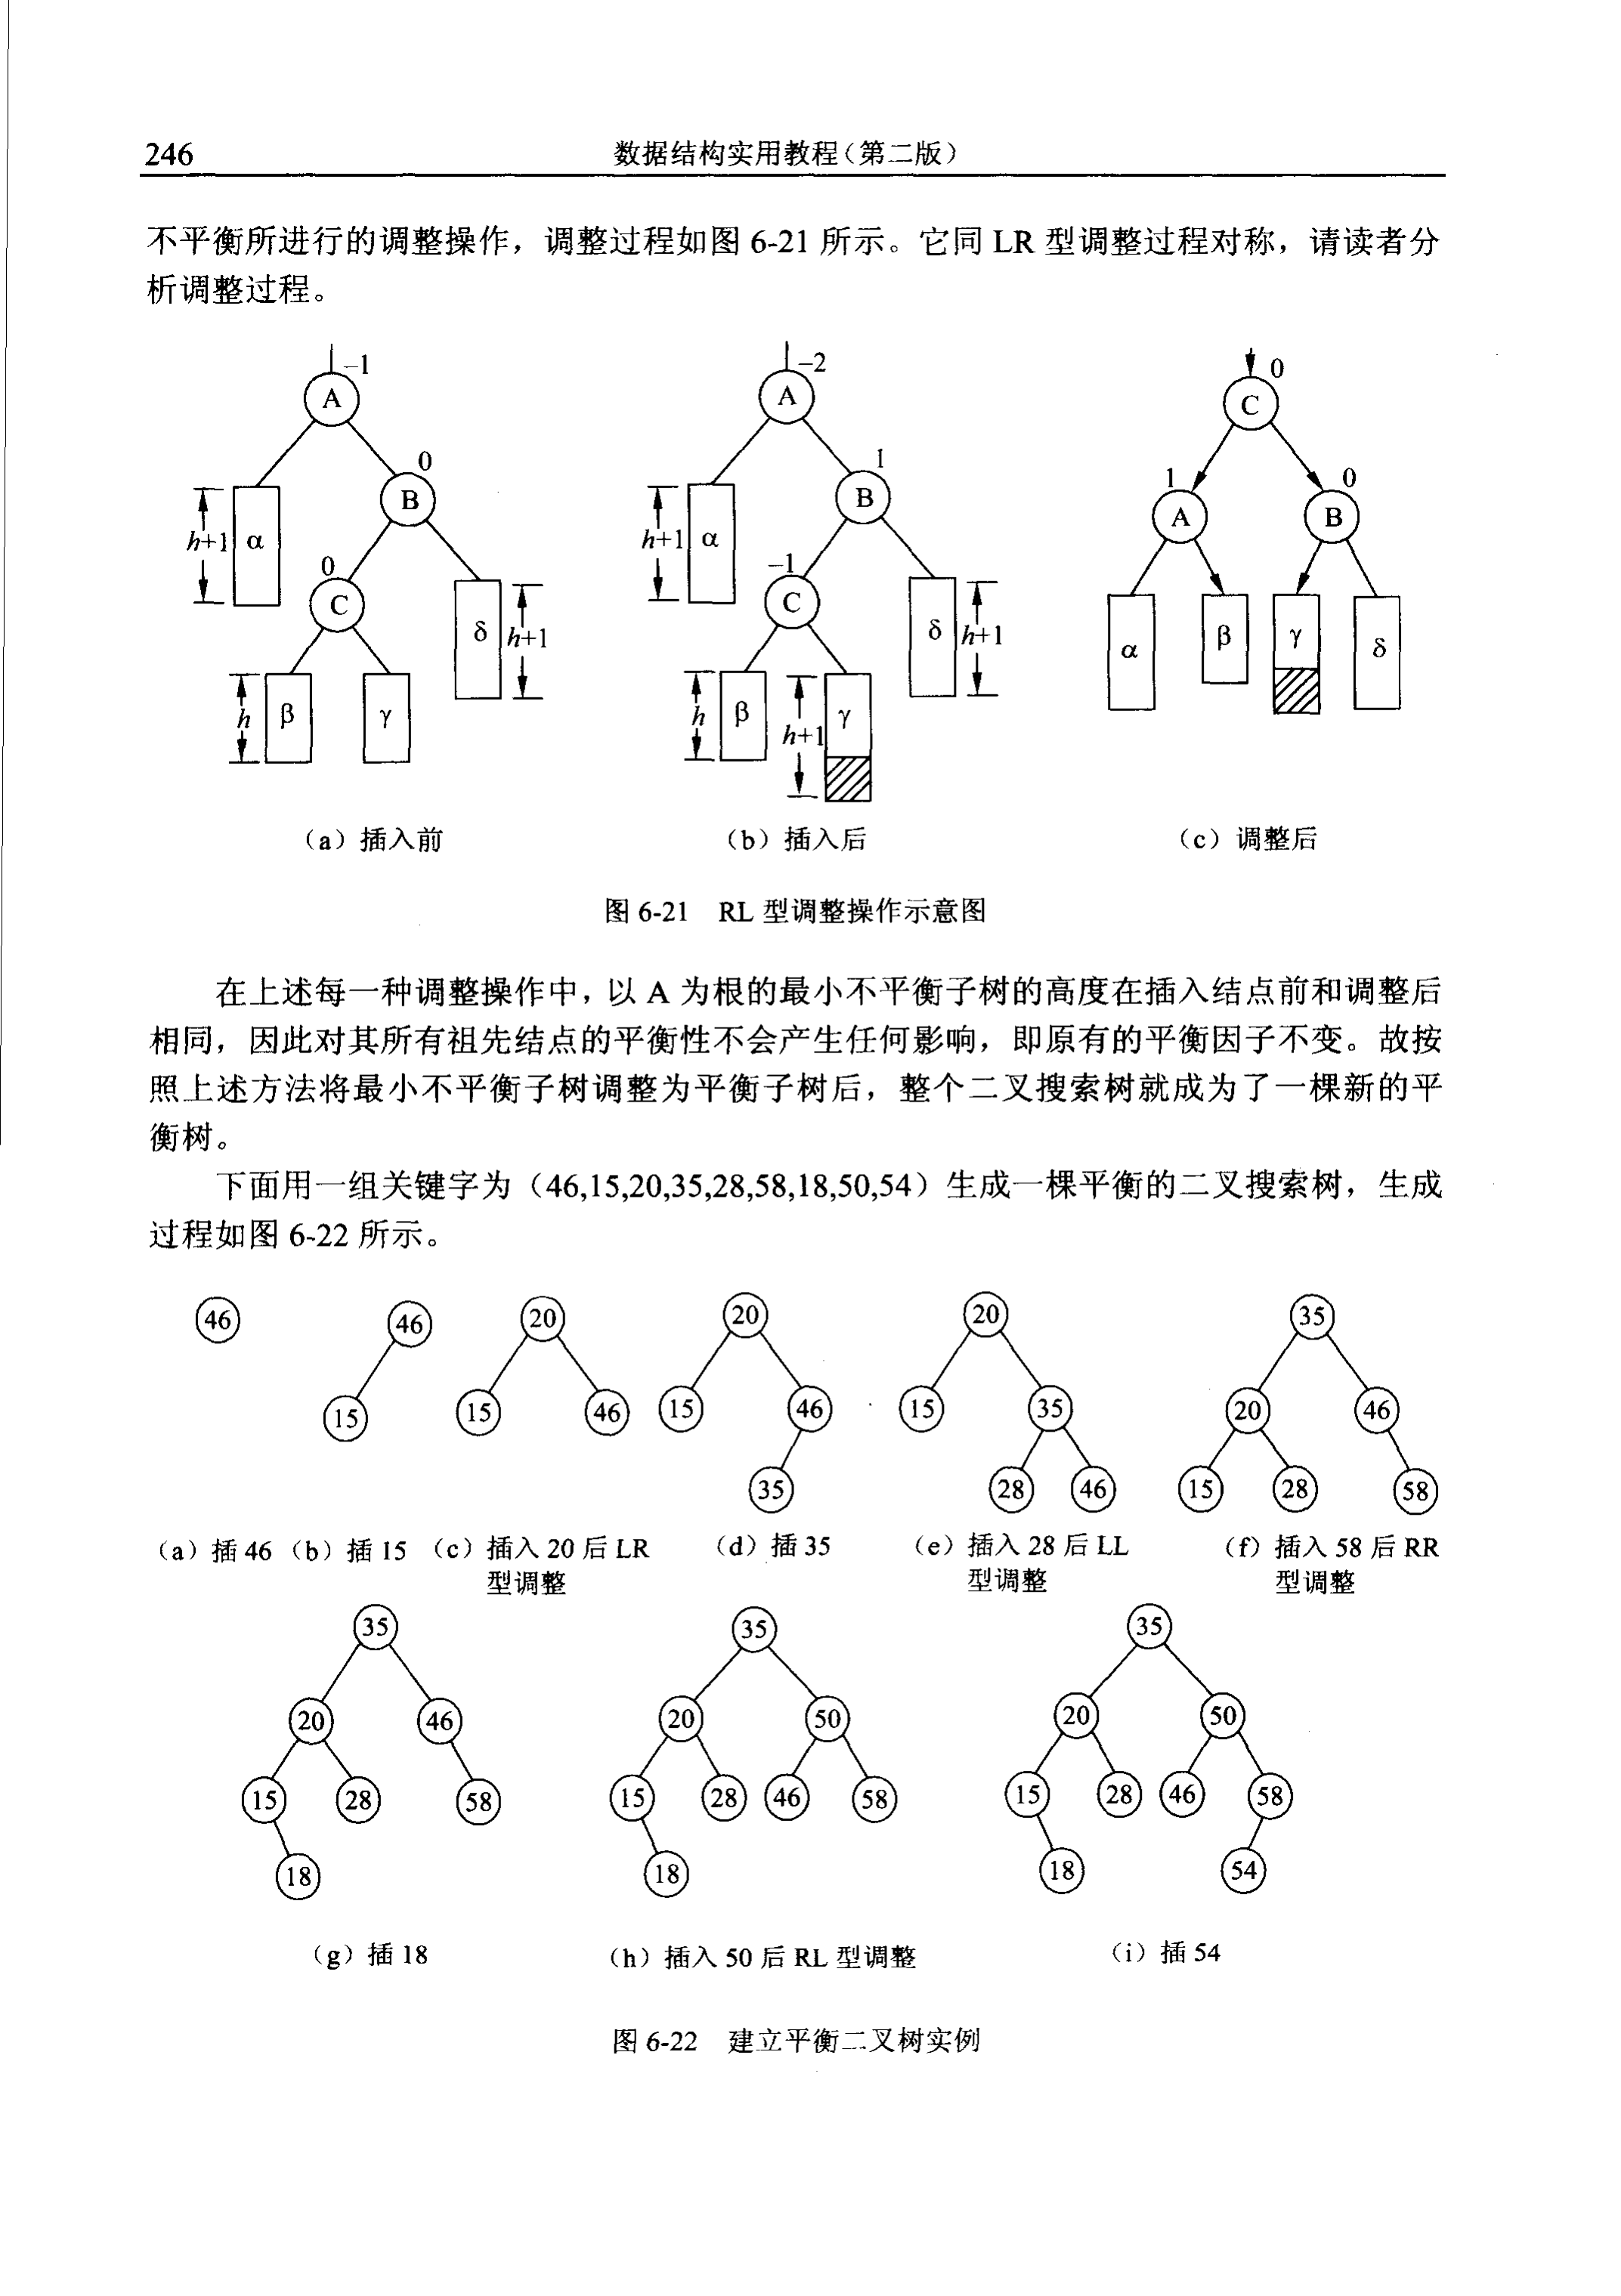 246
数据结构实用教程(第二版)
不平衡所进行的调整操作，调整过程如图 6-21 所示。它同 LR 型调整过程对称，请读者分
析调整过程。
-1
A
0
B
h+1
α
0
C
δ
h+1
h
β
γ
-2
A
1
B
h+1
α
-1
C
δ
h+1
h
β
h+1
γ
0
C
1
A
0
B
α
β
γ
δ
（a）插入前
（b）插入后
（c）调整后
图 6-21 RL 型调整操作示意图
在上述每一种调整操作中，以 A 为根的最小不平衡子树的高度在插入结点前和调整后
相同，因此对其所有祖先结点的平衡性不会产生任何影响，即原有的平衡因子不变。故按
照上述方法将最小不平衡子树调整为平衡子树后，整个二叉搜索树就成为了一棵新的平
衡树。
下面用一组关键字为（46,15,20,35,28,58,18,50,54）生成一棵平衡的二叉搜索树，生成
过程如图 6-22 所示。
46
46
15
20
15 46
20
15 46
35
20
15 35
28 46
35
20 46
15 28 58
（a）插 46 （b）插 15 （c）插入 20 后 LR
型调整
（d）插 35
（e）插入 28 后 LL
型调整
（f）插入 58 后 RR
型调整
35
20 46
15 28 58
18
35
20 50
15 28 46 58
18
35
20 50
15 28 46 58
18 54
（g）插 18
（h）插入 50 后 RL 型调整
（i）插 54
图 6-22 建立平衡二叉树实例